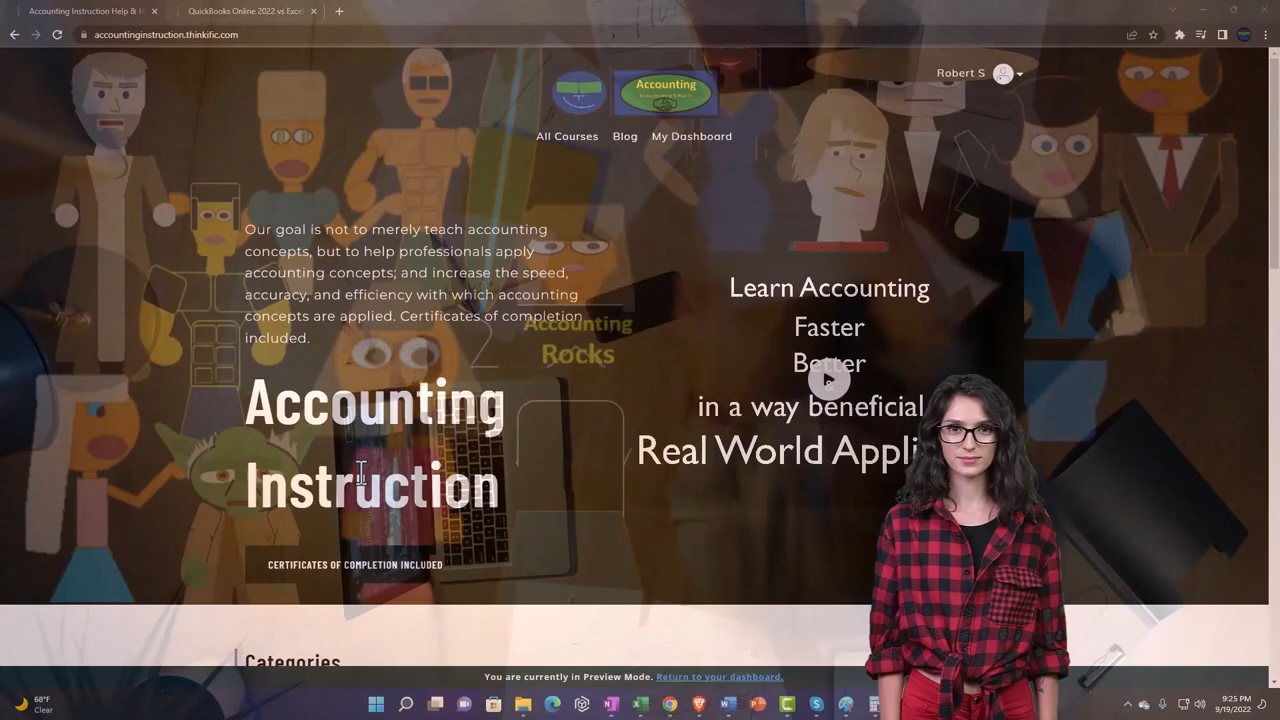 Accounting Instruction Help & H
QuickBooks Online 2022 vs Excel
accountinginstruction.thinkific.com
Robert S
Accounting
All Courses
Blog
My Dashboard
Our goal is not to merely teach accounting
concepts, but to help professionals apply
accounting concepts; and increase the speed,
accuracy, and efficiency with which accounting
concepts are applied. Certificates of completion
included.
Accounting
Instruction
CERTIFICATES OF COMPLETION INCLUDED
Accounting
Rocks
Learn Accounting
Faster
Better
&
in a way beneficial
Real World Appli
Categories
You are currently in Preview Mode. Return to your dashboard.
68°F
Clear
9:25 PM
9/19/2022